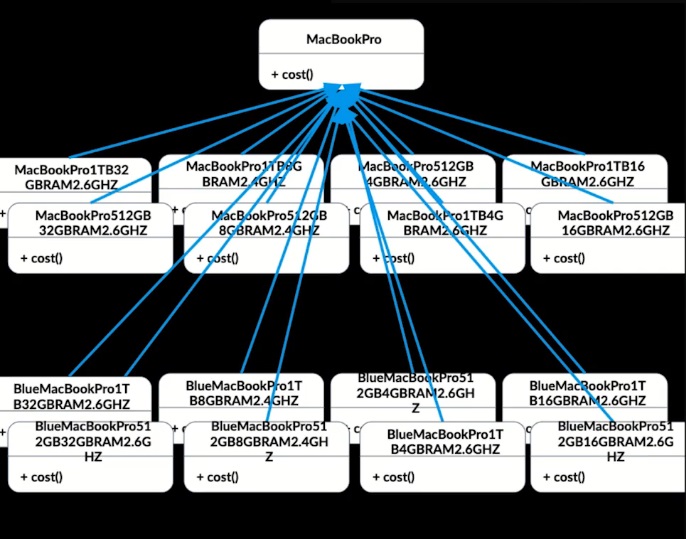 MacBookPro
+ cost()
MacBookPro1TB32
GBRAM2.6GHZ
MacBookPro1TB8G
BRAM2.4GHZ
MacBookPro512GB
4GBRAM2.6GHZ
MacBookPro1TB16
GBRAM2.6GHZ
MacBookPro512GB
32GBRAM2.6GHZ
+ cost()
MacBookPro512GB
8GBRAM2.4GHZ
+ cost()
MacBookPro1TB4G
BRAM2.6GHZ
+ cost()
MacBookPro512GB
16GBRAM2.6GHZ
+ cost()
BlueMacBookPro1T
B32GBRAM2.6GHZ
BlueMacBookPro1T
B8GBRAM2.4GHZ
BlueMacBookPro51
2GB4GBRAM2.6GH
Z
BlueMacBookPro1T
B16GBRAM2.6GHZ
BlueMacBookPro51
2GB32GBRAM2.6G
HZ
+ cost()
BlueMacBookPro51
2GB8GBRAM2.4GH
Z
+ cost()
BlueMacBookPro1T
B4GBRAM2.6GHZ
+ cost()
BlueMacBookPro51
2GB16GBRAM2.6G
HZ
+ cost()